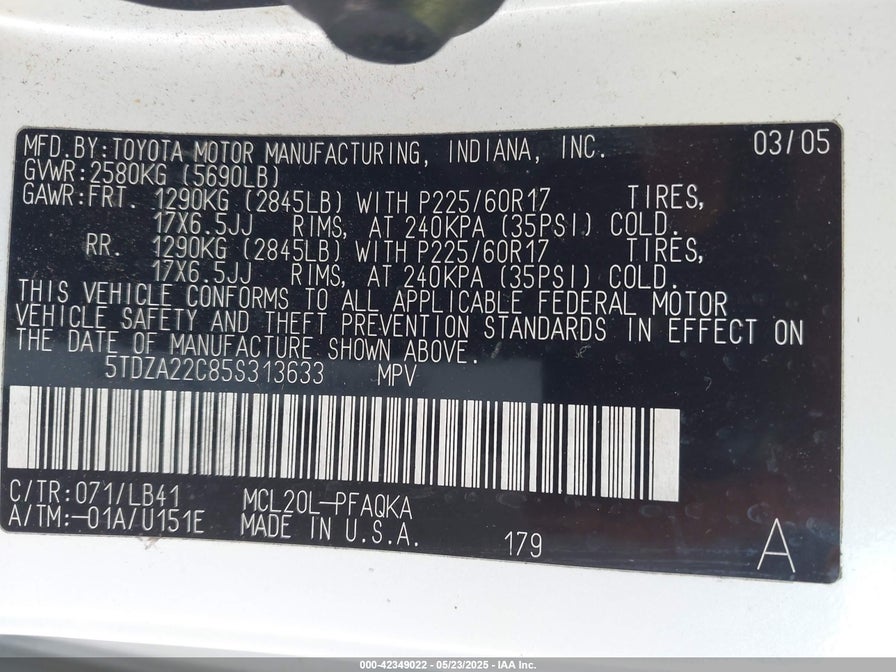 MFD.BY:TOYOTA MOTOR MANUFACTURING, INDIANA, INC. 03/05
GVWR:2580KG (5690LB)
GAWR:FRT. 1290KG (2845LB) WITH P225/60R17 TIRES,
17X6.5JJ RIMS, AT 240KPA (35PSI) COLD.
RR. 1290KG (2845LB) WITH P225/60R17 TIRES,
17X6.5JJ RIMS, AT 240KPA (35PSI) COLD.
THIS VEHICLE CONFORMS TO ALL APPLICABLE FEDERAL MOTOR
VEHICLE SAFETY AND THEFT PREVENTION STANDARDS IN EFFECT ON
THE DATE OF MANUFACTURE SHOWN ABOVE.
5TDZA22C85S313633 MPV
C/TR:071/LB41 MCL20L-PFAQKA
A/TM:-01A/U151E MADE IN U.S.A. 179 A
000-42349022 - 05/23/2025 - IAA Inc.